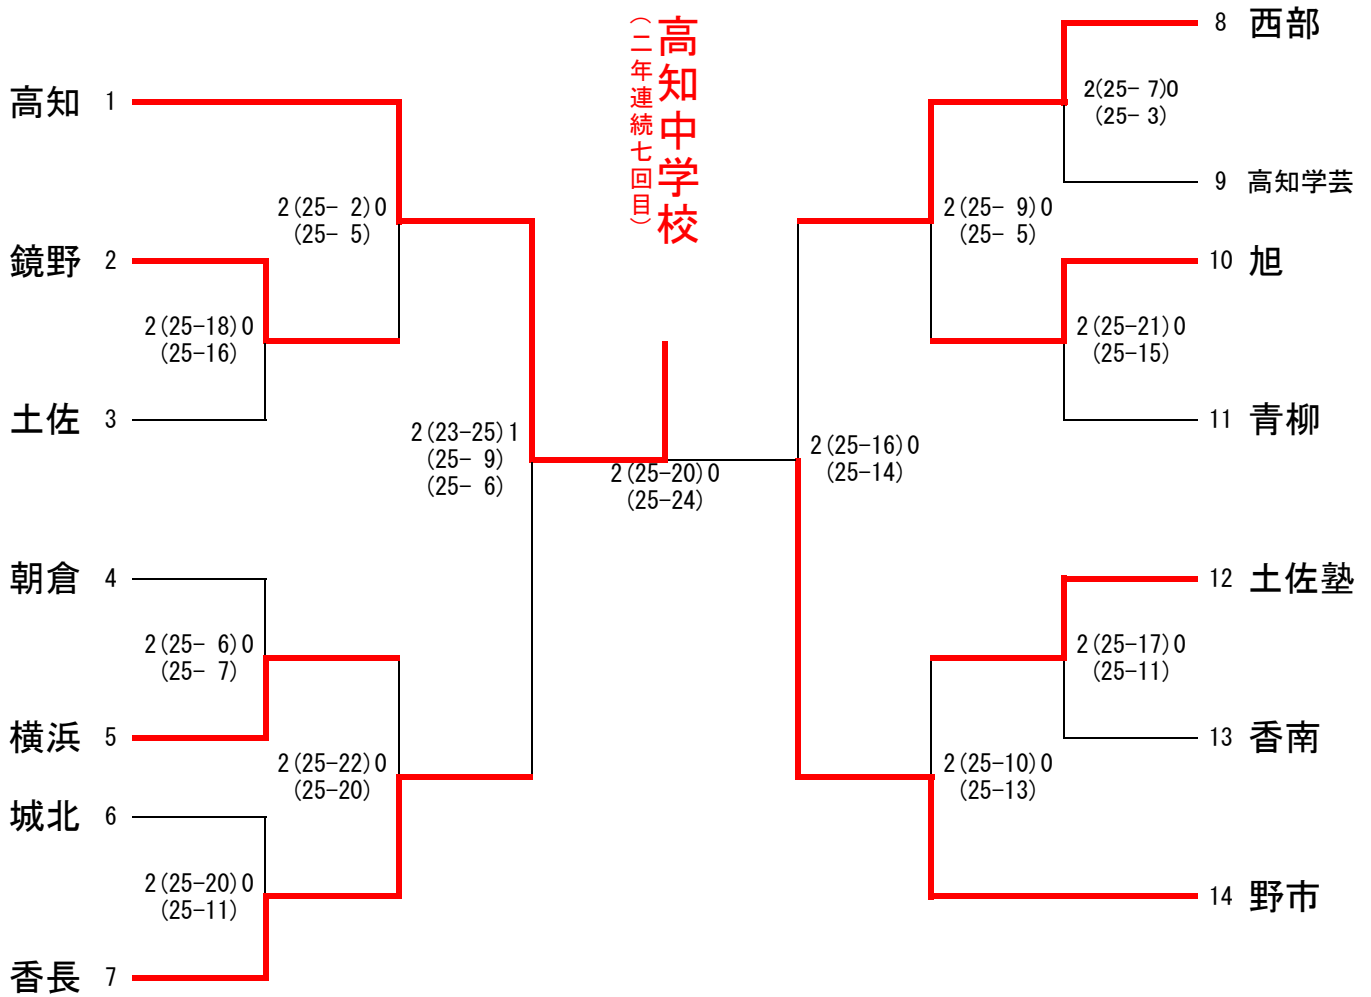 高知中学校
（二年連続七回目）
高知 1
2(25- 2)0
(25- 5)
鏡野 2
2(25-18)0
(25-16)
土佐 3
2(23-25)1
(25- 9)
(25- 6)
朝倉 4
2(25- 6)0
(25- 7)
横浜 5
2(25-22)0
(25-20)
城北 6
2(25-20)0
(25-11)
香長 7
2(25-20)0
(25-24)
8 西部
2(25- 7)0
(25- 3)
9 高知学芸
2(25- 9)0
(25- 5)
10 旭
2(25-21)0
(25-15)
11 青柳
2(25-16)0
(25-14)
12 土佐塾
2(25-17)0
(25-11)
13 香南
2(25-10)0
(25-13)
14 野市